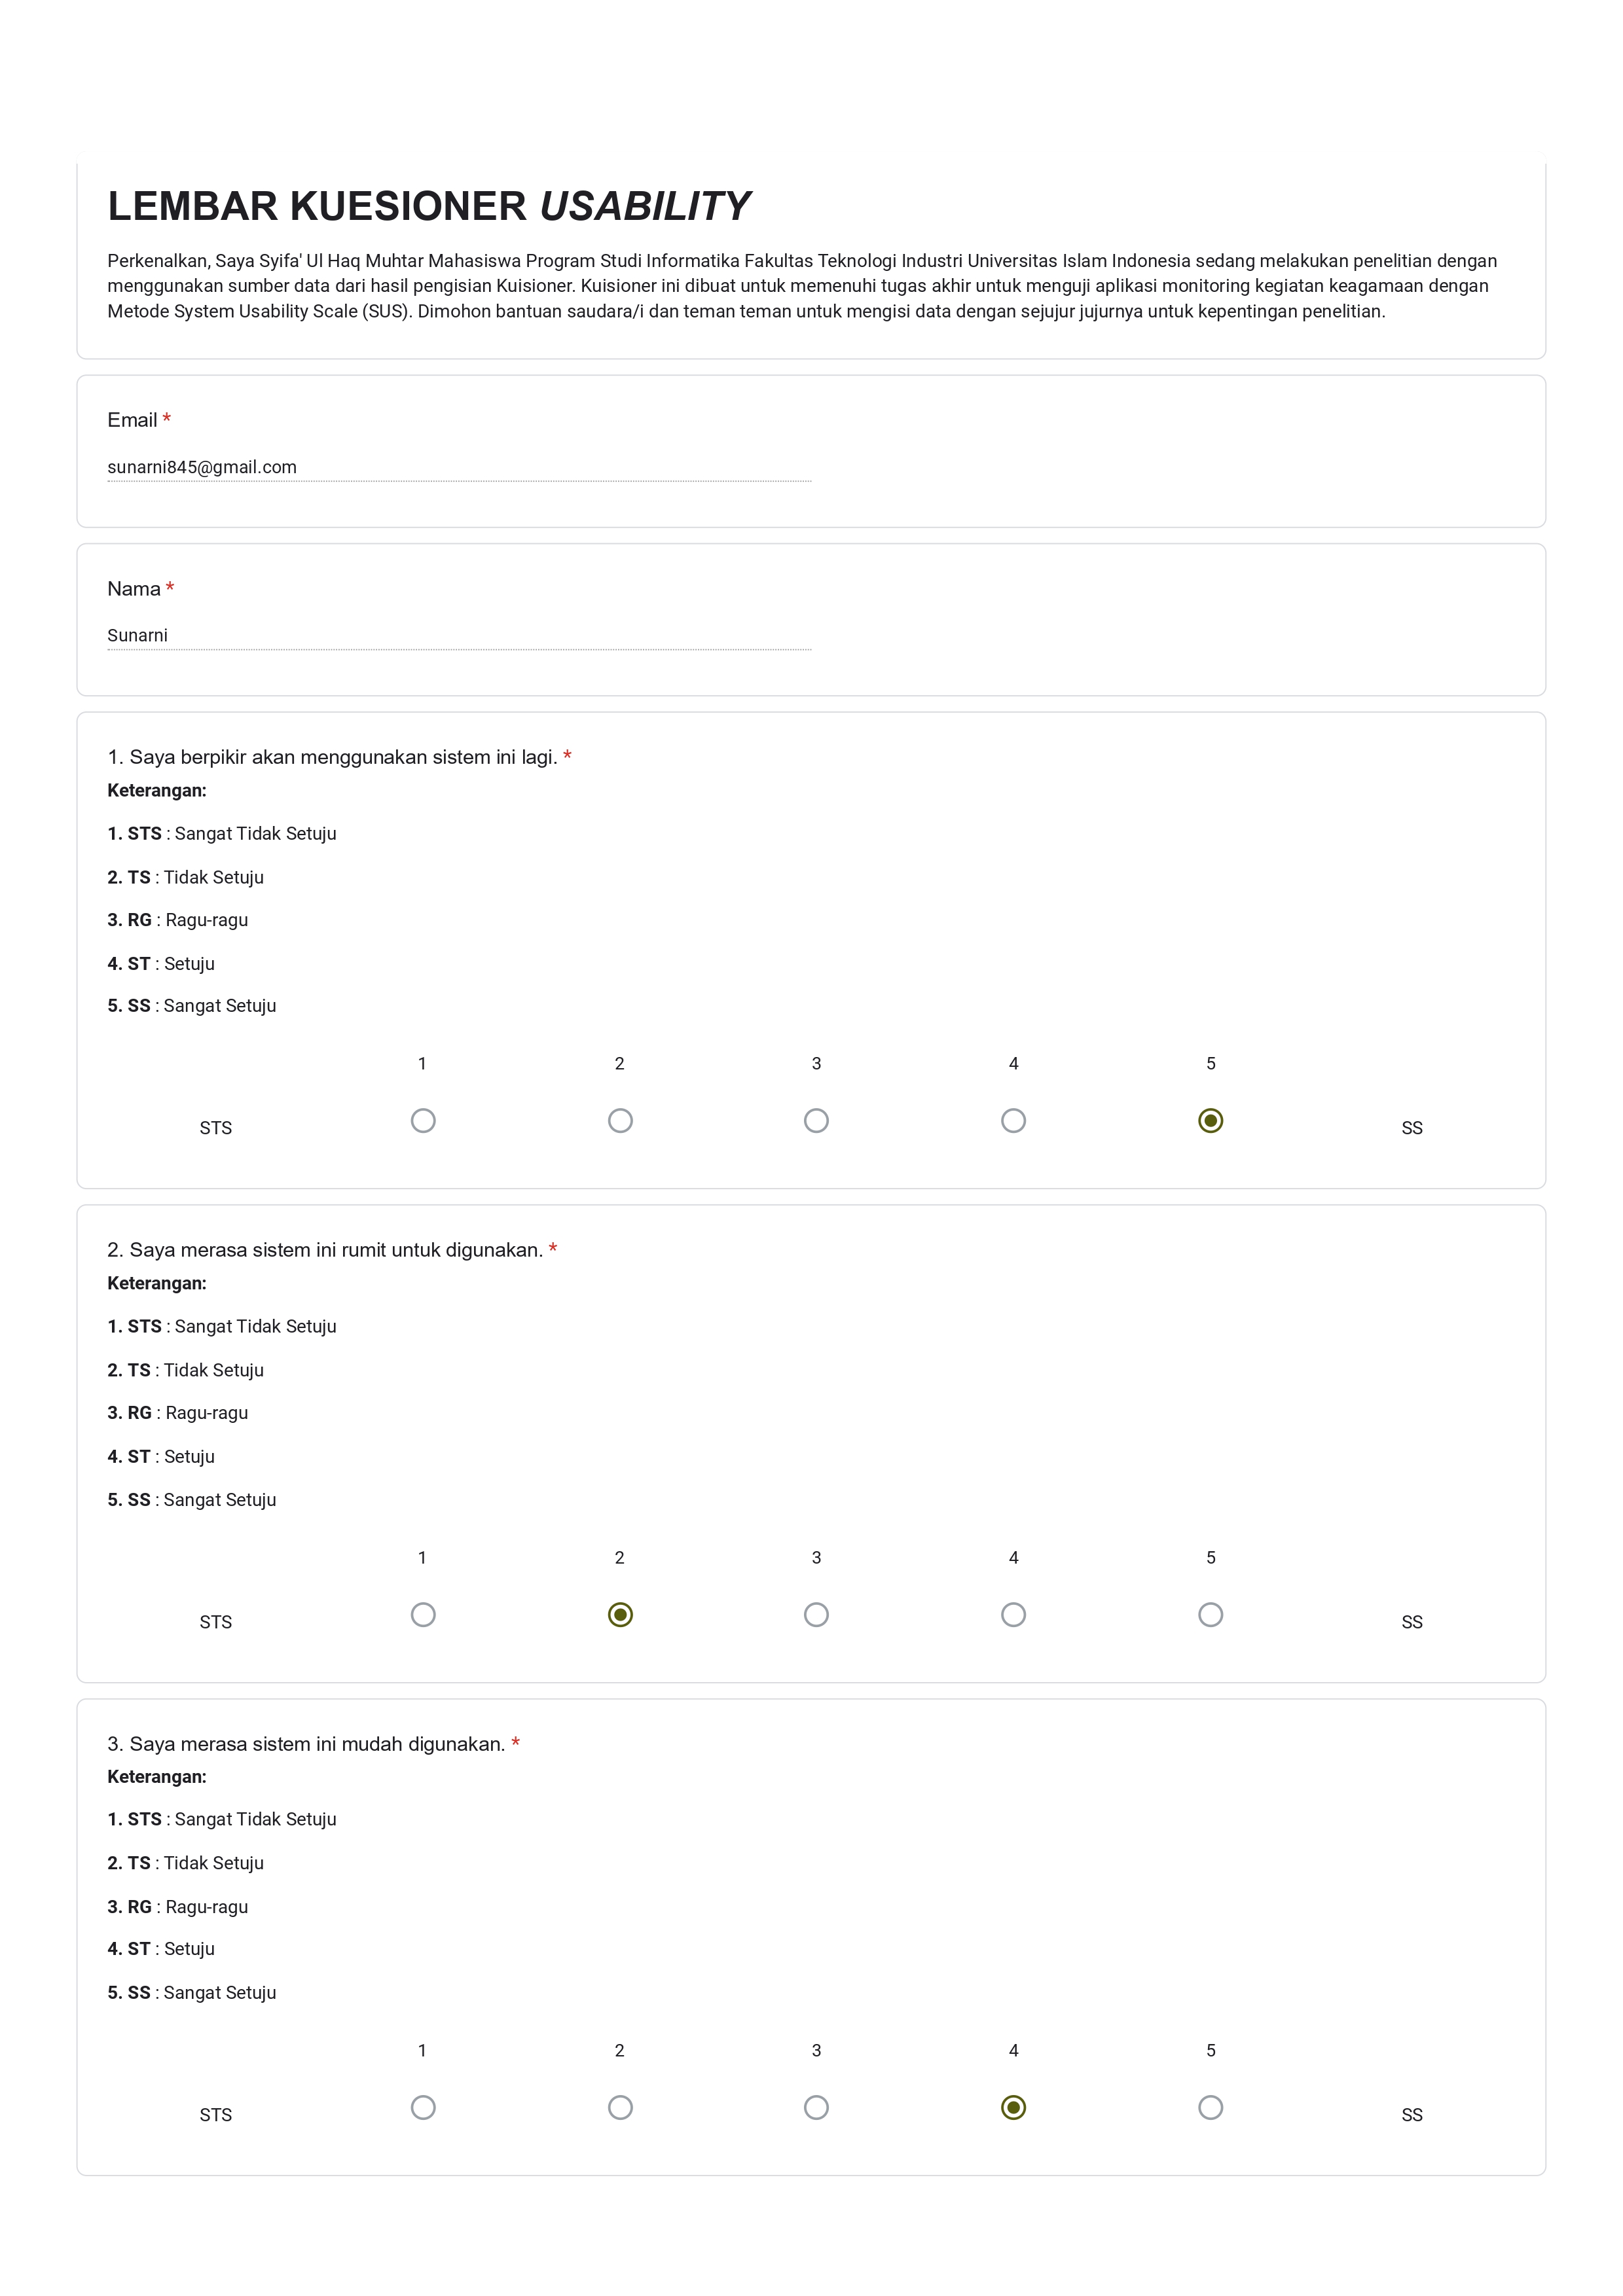 LEMBAR KUESIONER USABILITY
Perkenalkan, Saya Syifa' Ul Haq Muhtar Mahasiswa Program Studi Informatika Fakultas Teknologi Industri Universitas Islam Indonesia sedang melakukan penelitian dengan
menggunakan sumber data dari hasil pengisian Kuisioner. Kuisioner ini dibuat untuk memenuhi tugas akhir untuk menguji aplikasi monitoring kegiatan keagamaan dengan
Metode System Usability Scale (SUS). Dimohon bantuan saudara/i dan teman teman untuk mengisi data dengan sejujur jujurnya untuk kepentingan penelitian.
Email *
sunarni845@gmail.com
Nama *
Sunarni
1. Saya berpikir akan menggunakan sistem ini lagi. *
Keterangan:
1. STS : Sangat Tidak Setuju
2. TS : Tidak Setuju
3. RG : Ragu-ragu
4. ST : Setuju
5. SS : Sangat Setuju
1 2 3 4 5
STS SS
2. Saya merasa sistem ini rumit untuk digunakan. *
Keterangan:
1. STS : Sangat Tidak Setuju
2. TS : Tidak Setuju
3. RG : Ragu-ragu
4. ST : Setuju
5. SS : Sangat Setuju
1 2 3 4 5
STS SS
3. Saya merasa sistem ini mudah digunakan. *
Keterangan:
1. STS : Sangat Tidak Setuju
2. TS : Tidak Setuju
3. RG : Ragu-ragu
4. ST : Setuju
5. SS : Sangat Setuju
1 2 3 4 5
STS SS